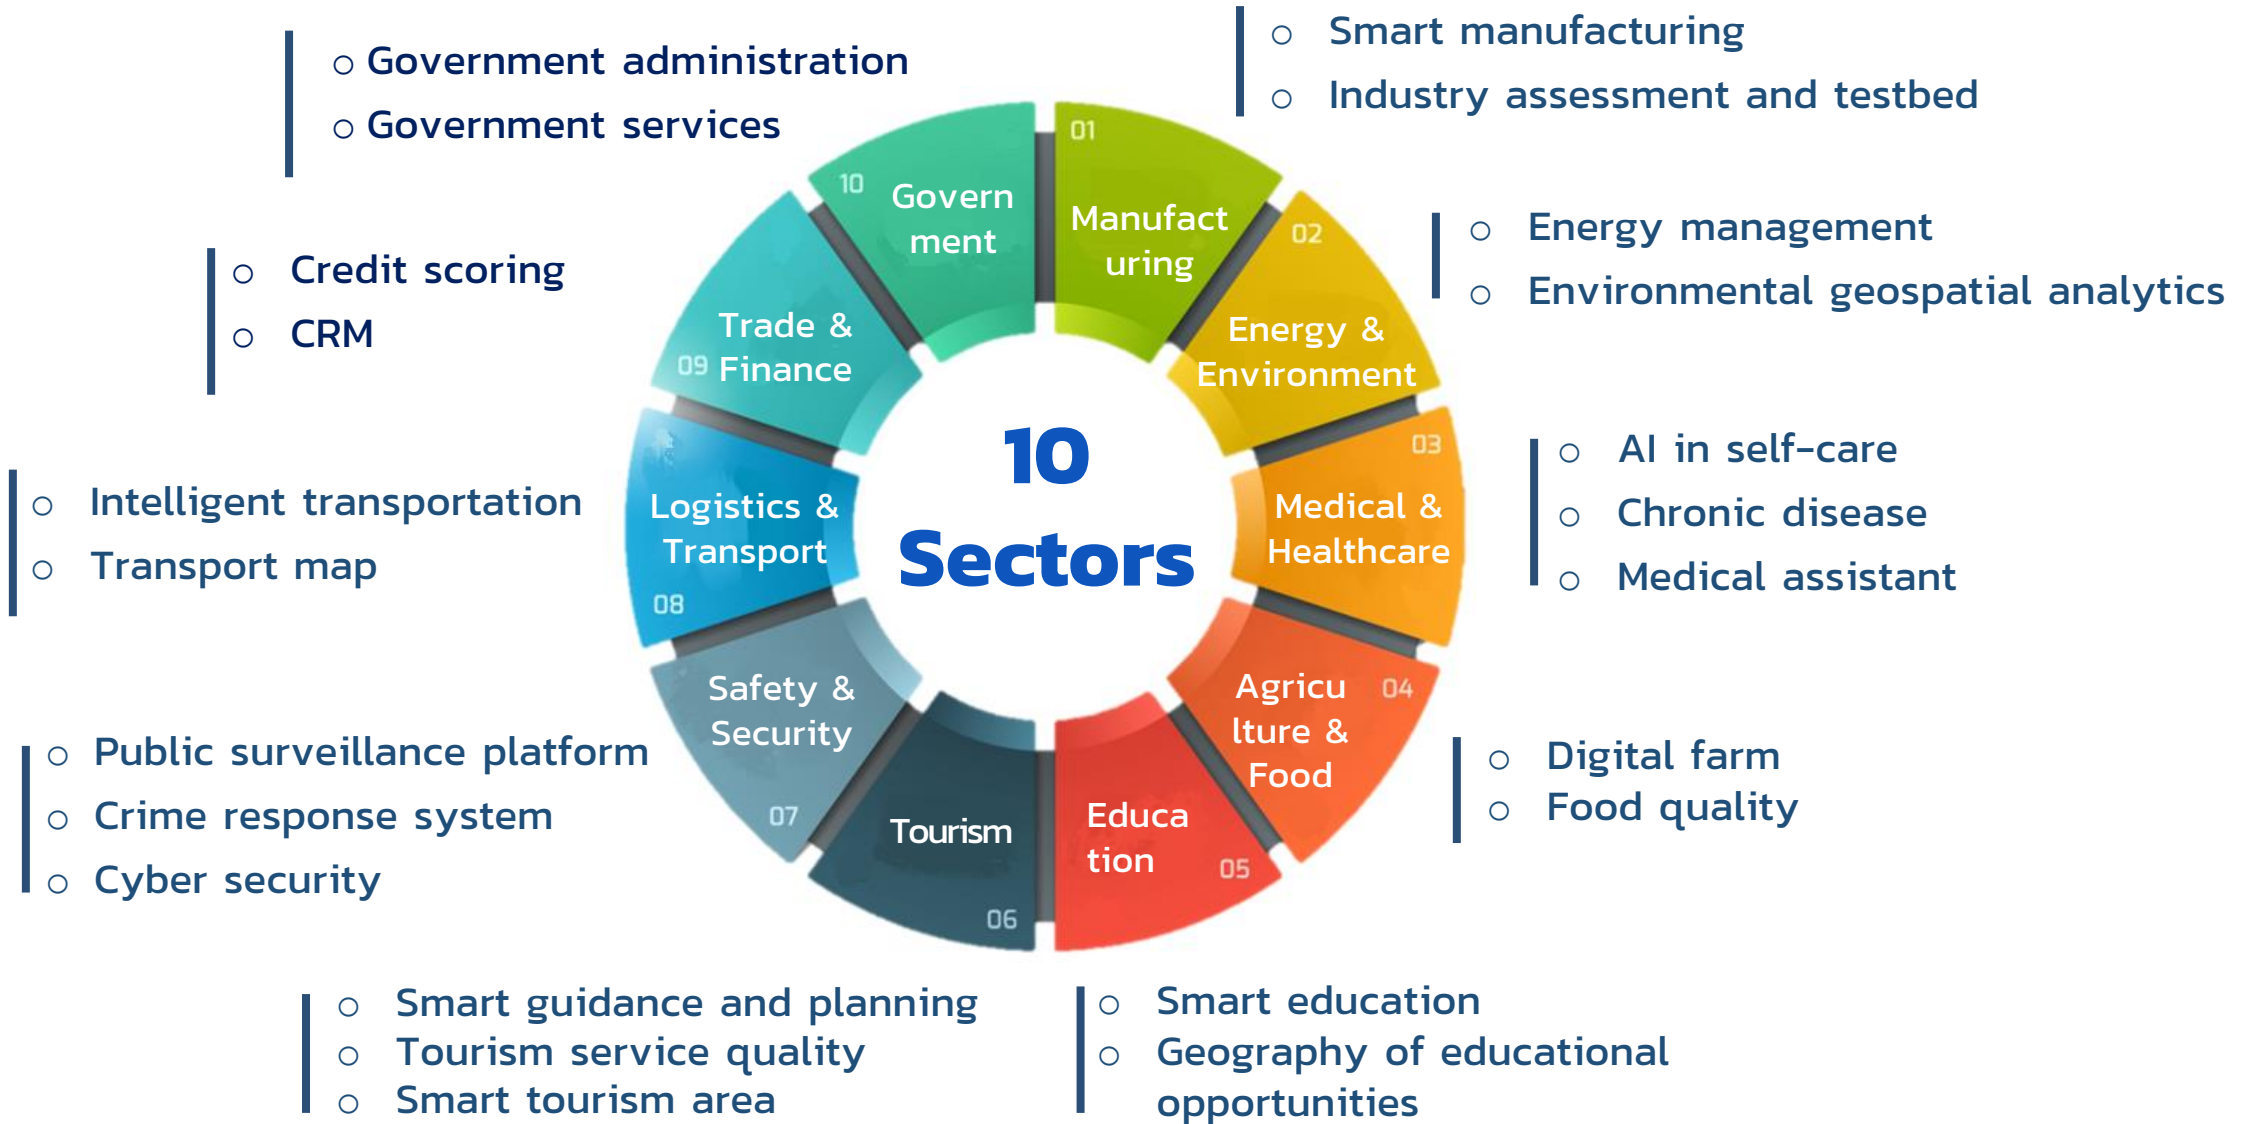 ○ Government administration
○ Government services
○ Smart manufacturing
○ Industry assessment and testbed
○ Energy management
○ Environmental geospatial analytics
○ AI in self-care
○ Chronic disease
○ Medical assistant
○ Digital farm
○ Food quality
○ Smart education
○ Geography of educational
opportunities
○ Smart guidance and planning
○ Tourism service quality
○ Smart tourism area
○ Public surveillance platform
○ Crime response system
○ Cyber security
○ Intelligent transportation
○ Transport map
○ Credit scoring
○ CRM
10
Sectors
01
Manufact
uring
02
Energy &
Environment
03
Medical &
Healthcare
04
Agricu
lture &
Food
05
Educa
tion
06
Tourism
07
Safety &
Security
08
Logistics &
Transport
09
Trade &
Finance
10
Govern
ment